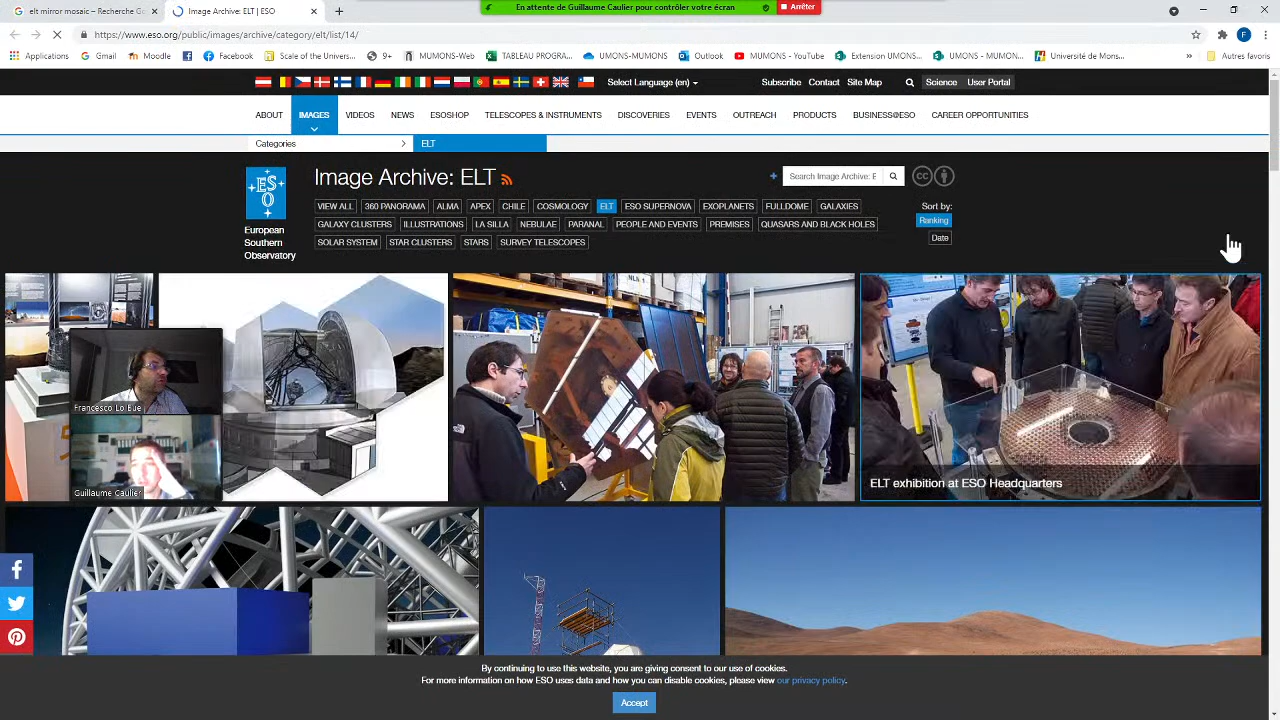 elt mirror mosaic – Recherche Go
Image Archive: ELT | ESO
En attente de Guillaume Caulier pour contrôler votre écran
Arrêter
https://www.eso.org/public/images/archive/category/elt/list/14/
Applications
Gmail
Moodle
Facebook
Scale of the Univers...
9+
MUMONS-Web
TABLEAU PROGRA...
UMONS-MUMONS
Outlook
MUMONS - YouTube
Extension UMONS...
UMONS - MUMON...
Université de Mons...
Autres favoris
Select Language (en)
Subscribe
Contact
Site Map
Science
User Portal
ABOUT
IMAGES
VIDEOS
NEWS
ESOSHOP
TELESCOPES & INSTRUMENTS
DISCOVERIES
EVENTS
OUTREACH
PRODUCTS
BUSINESS@ESO
CAREER OPPORTUNITIES
Categories
ELT
ESO
European
Southern
Observatory
Image Archive: ELT
Search Image Archive: E
VIEW ALL
360 PANORAMA
ALMA
APEX
CHILE
COSMOLOGY
ELT
ESO SUPERNOVA
EXOPLANETS
FULLDOME
GALAXIES
GALAXY CLUSTERS
ILLUSTRATIONS
LA SILLA
NEBULAE
PARANAL
PEOPLE AND EVENTS
PREMISES
QUASARS AND BLACK HOLES
SOLAR SYSTEM
STAR CLUSTERS
STARS
SURVEY TELESCOPES
Sort by:
Ranking
Date
Francesco Lo Bue
Guillaume Caulier
ELT exhibition at ESO Headquarters
By continuing to use this website, you are giving consent to our use of cookies.
For more information on how ESO uses data and how you can disable cookies, please view our privacy policy.
Accept